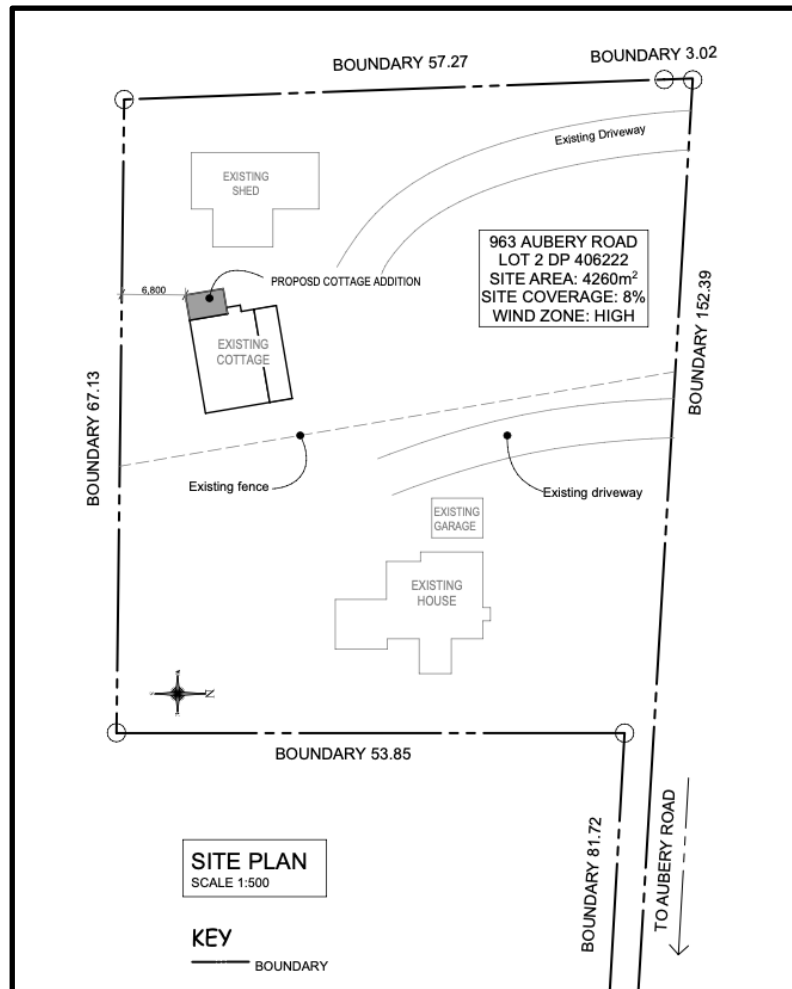 BOUNDARY 57.27
BOUNDARY 3.02
Existing Driveway
EXISTING
SHED
963 AUBERY ROAD
LOT 2 DP 406222
SITE AREA: 4260m²
SITE COVERAGE: 8%
WIND ZONE: HIGH
PROPOSD COTTAGE ADDITION
6,800
EXISTING
COTTAGE
BOUNDARY 152.39
BOUNDARY 67.13
Existing fence
Existing driveway
EXISTING
GARAGE
EXISTING
HOUSE
N
BOUNDARY 53.85
BOUNDARY 81.72
TO AUBERY ROAD
SITE PLAN
SCALE 1:500
KEY
BOUNDARY